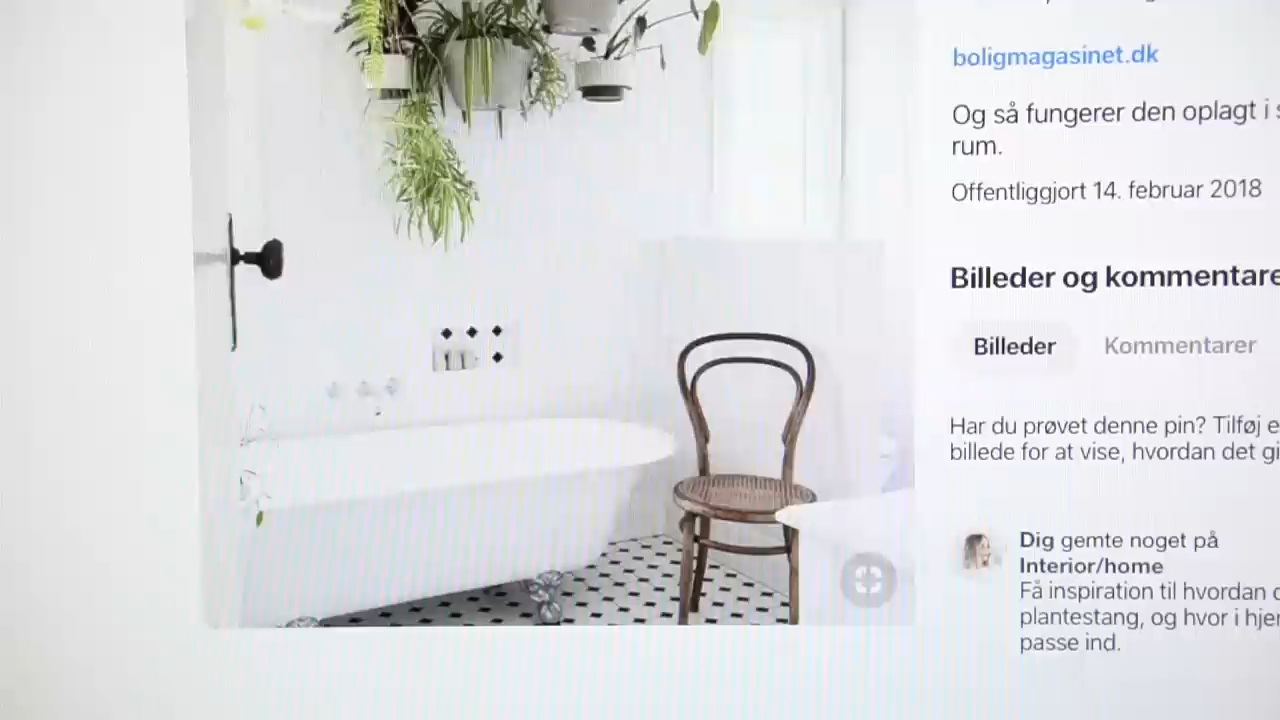 boligmagasinet.dk
Og så fungerer den oplagt i
rum.
Offentliggjort 14. februar 2018
Billeder og kommentare
Billeder Kommentarer
Har du prøvet denne pin? Tilføj e
billede for at vise, hvordan det gi
Dig gemte noget på
Interior/home
Få inspiration til hvordan
plantestang, og hvor i hjer
passe ind.